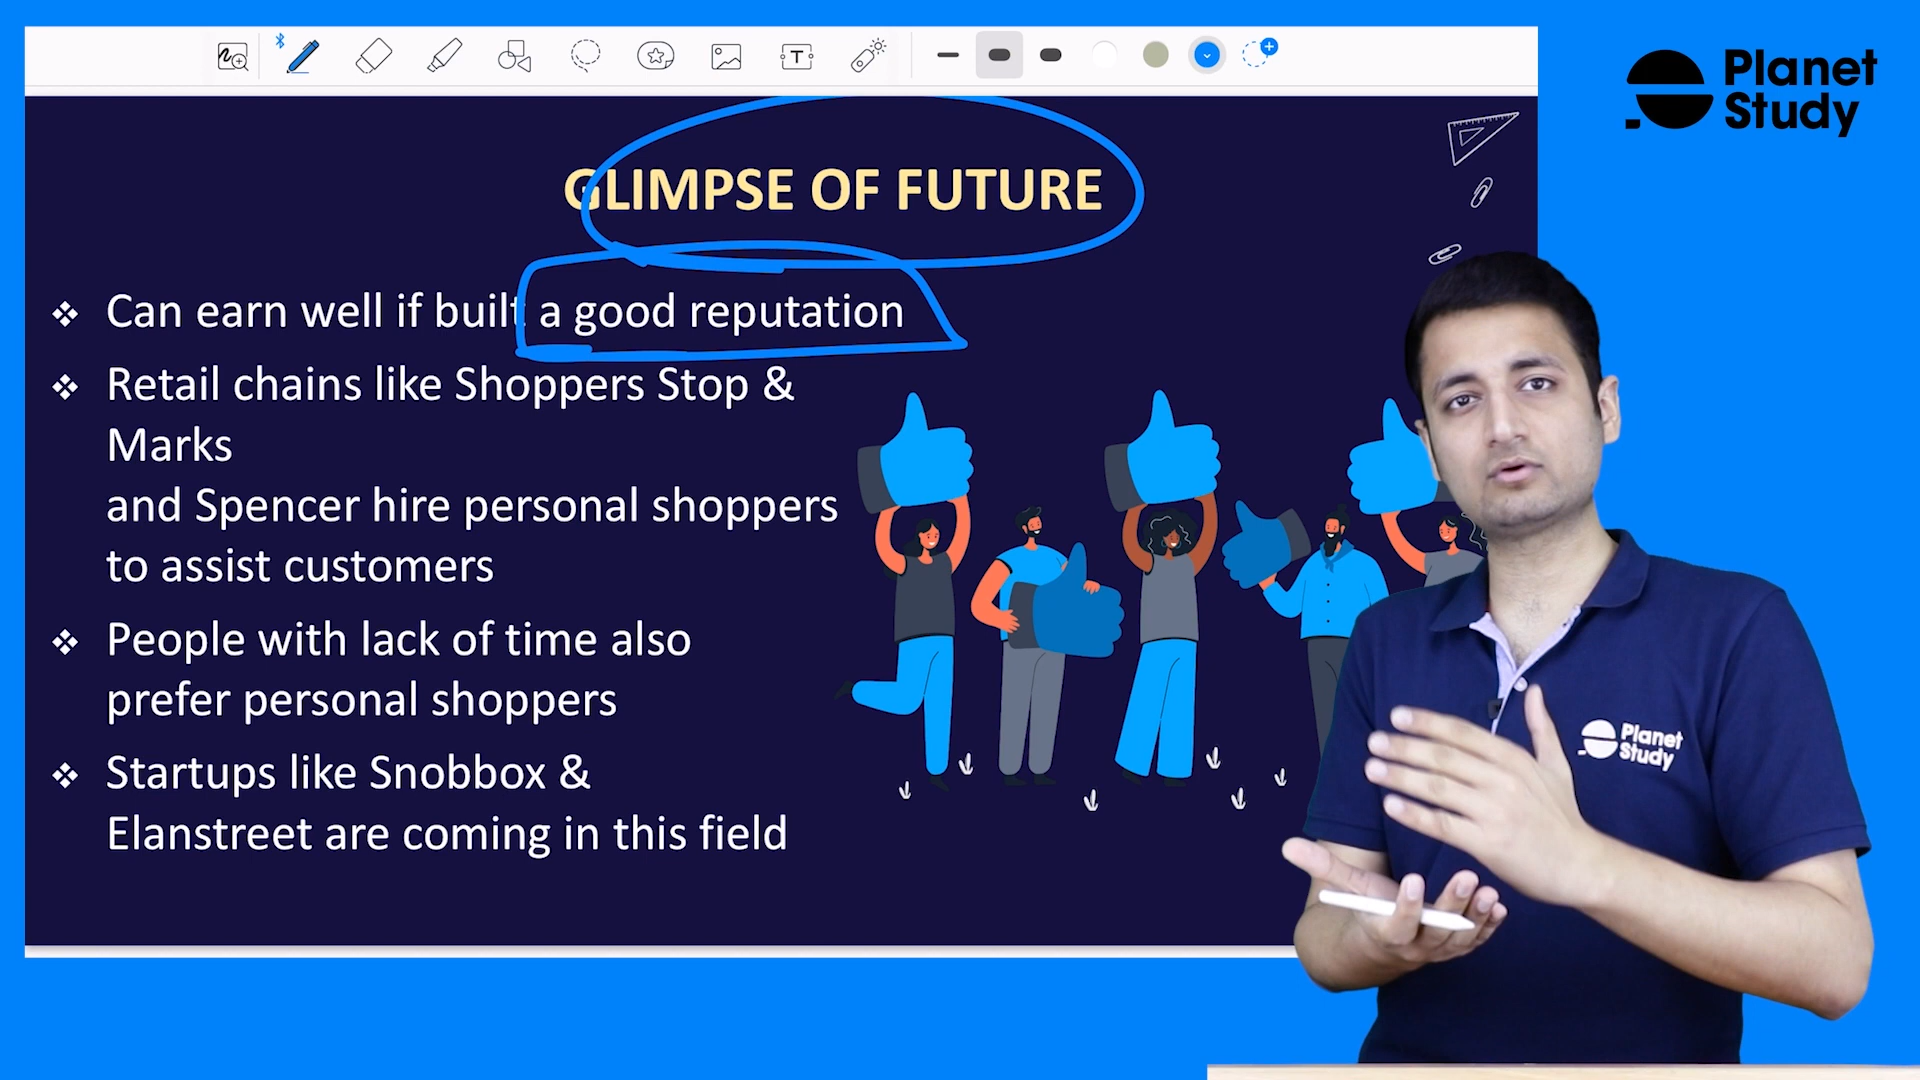 Planet
Study
GLIMPSE OF FUTURE
❖ Can earn well if built a good reputation
❖ Retail chains like Shoppers Stop &
Marks
and Spencer hire personal shoppers
to assist customers
❖ People with lack of time also
prefer personal shoppers
❖ Startups like Snobbox &
Elanstreet are coming in this field
Planet
Study
T